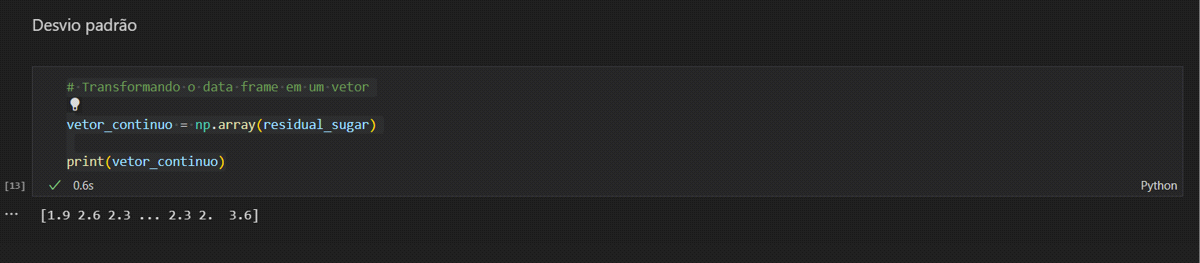 Desvio padrão
# Transformando o data frame em um vetor
vetor_continuo = np.array(residual_sugar)
print(vetor_continuo)
[13] 0.6s Python
... [1.9 2.6 2.3 ... 2.3 2.  3.6]